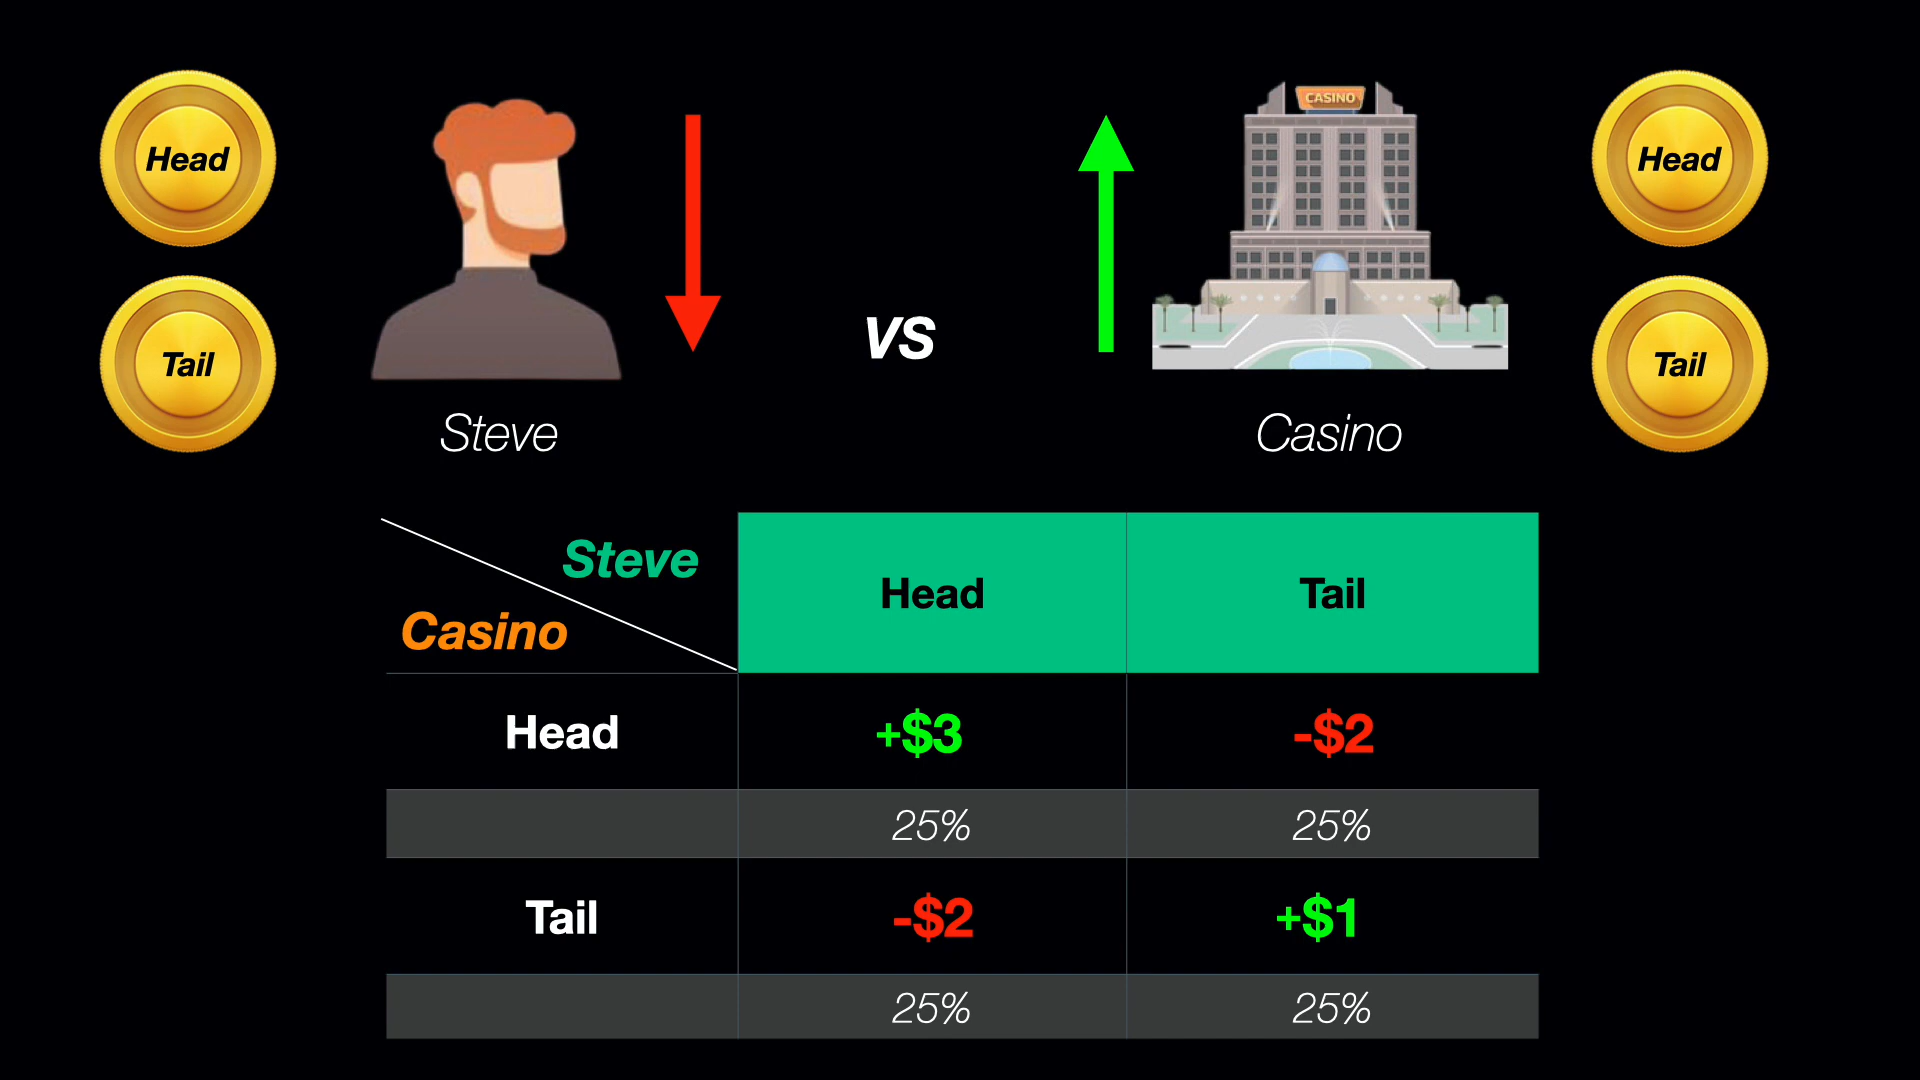 Head
Tail
CASINO
Head
Tail
VS
Steve
Casino
Steve
Casino
Head
Tail
Head
+$3
-$2
25%
25%
Tail
-$2
+$1
25%
25%